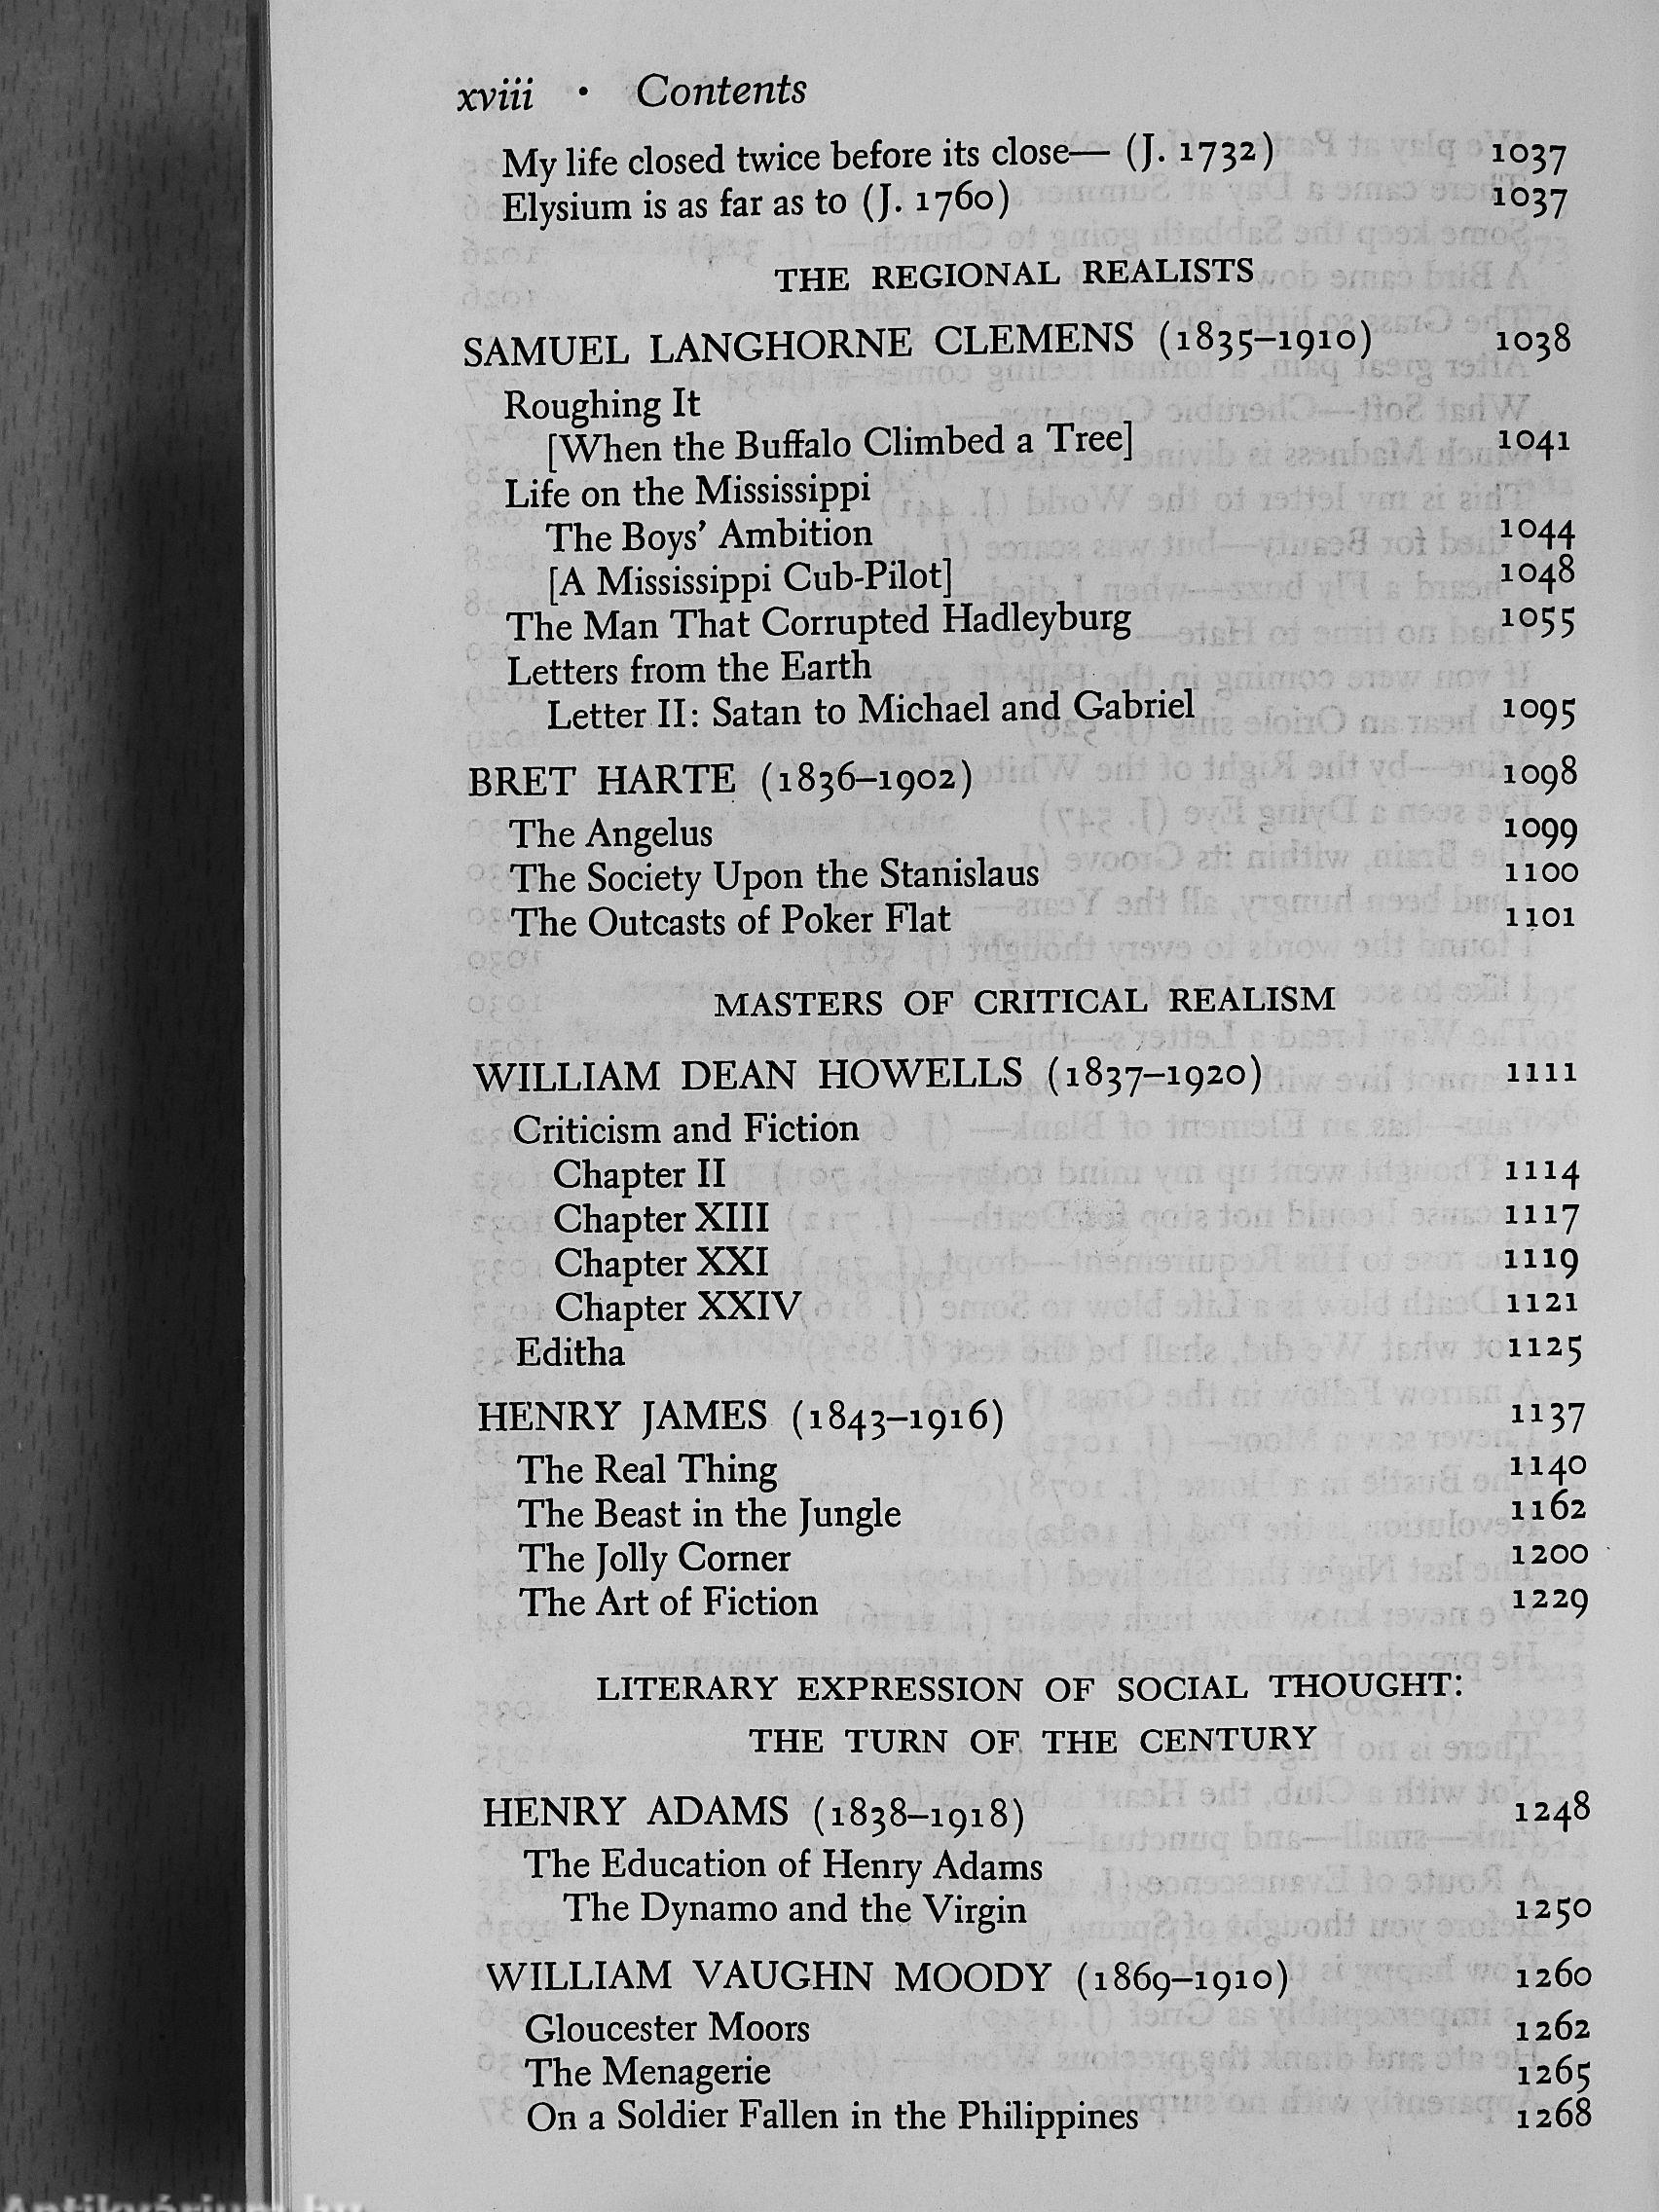 xviii · Contents
My life closed twice before its close— (J. 1732) 1037
Elysium is as far as to (J. 1760) 1037
THE REGIONAL REALISTS
SAMUEL LANGHORNE CLEMENS (1835–1910) 1038
Roughing It
[When the Buffalo Climbed a Tree] 1041
Life on the Mississippi
The Boys’ Ambition 1044
[A Mississippi Cub-Pilot] 1048
The Man That Corrupted Hadleyburg 1055
Letters from the Earth
Letter II: Satan to Michael and Gabriel 1095
BRET HARTE (1836–1902) 1098
The Angelus 1099
The Society Upon the Stanislaus 1100
The Outcasts of Poker Flat 1101
MASTERS OF CRITICAL REALISM
WILLIAM DEAN HOWELLS (1837–1920) 1111
Criticism and Fiction
Chapter II 1114
Chapter XIII 1117
Chapter XXI 1119
Chapter XXIV 1121
Editha 1125
HENRY JAMES (1843–1916) 1137
The Real Thing 1140
The Beast in the Jungle 1162
The Jolly Corner 1200
The Art of Fiction 1229
LITERARY EXPRESSION OF SOCIAL THOUGHT:
THE TURN OF THE CENTURY
HENRY ADAMS (1838–1918) 1248
The Education of Henry Adams
The Dynamo and the Virgin 1250
WILLIAM VAUGHN MOODY (1869–1910) 1260
Gloucester Moors 1262
The Menagerie 1265
On a Soldier Fallen in the Philippines 1268